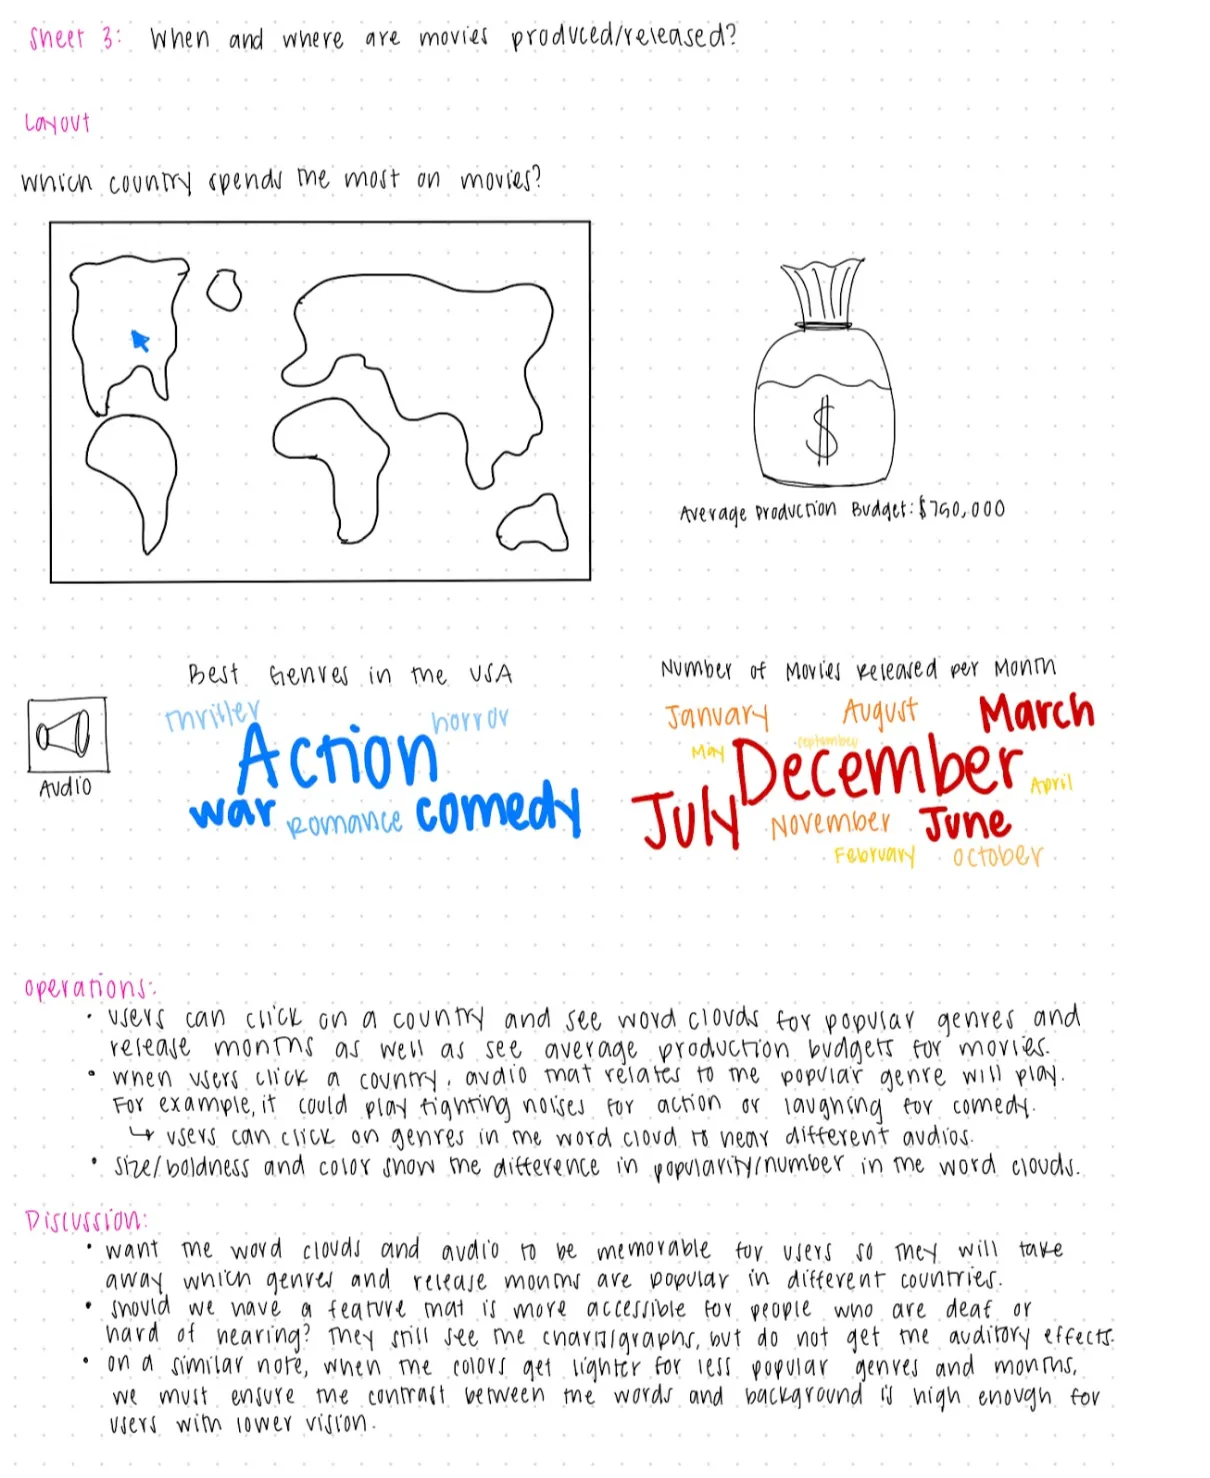 Sheet 3: When and where are movies produced/released?
Layout
Which country spends the most on movies?
$
Average Production Budget: $750,000
Best Genres in the USA
Number of Movies Released per Month
Thriller
horror
Action
war
Romance
comedy
Audio
January
August
March
May
September
December
April
July
November
June
February
October
Operations:
• Users can click on a country and see word clouds for popular genres and
release months as well as see average production budgets for movies.
• When users click a country, audio that relates to the popular genre will play.
For example, it could play fighting noises for action or laughing for comedy.
↳ Users can click on genres in the word cloud to hear different audios.
• Size/boldness and color show the difference in popularity/number in the word clouds.
Discussion:
• Want the word clouds and audio to be memorable for users so they will take
away which genres and release months are popular in different countries.
• Should we have a feature that is more accessible for people who are deaf or
hard of hearing? They still see the charts/graphs, but do not get the auditory effects.
• On a similar note, when the colors get lighter for less popular genres and months,
we must ensure the contrast between the words and background is high enough for
users with lower vision.